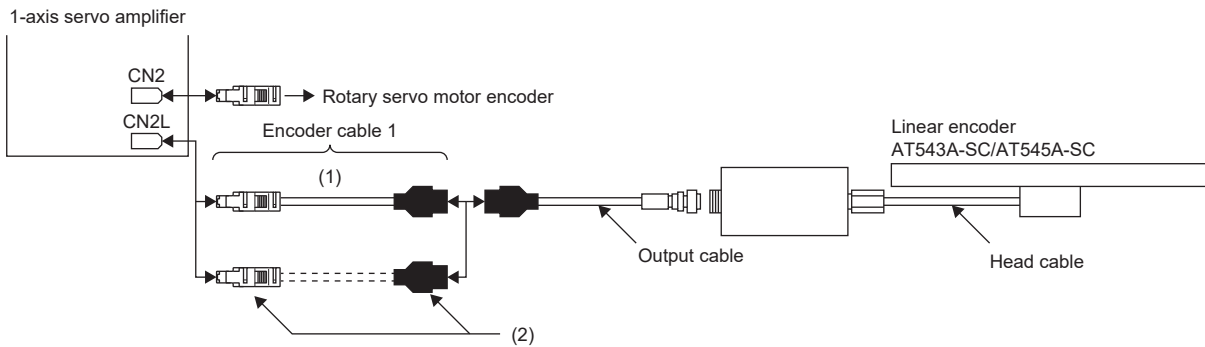 1-axis servo amplifier
CN2
Rotary servo motor encoder
CN2L
Encoder cable 1
(1)
Linear encoder
AT543A-SC/AT545A-SC
Output cable
Head cable
(2)